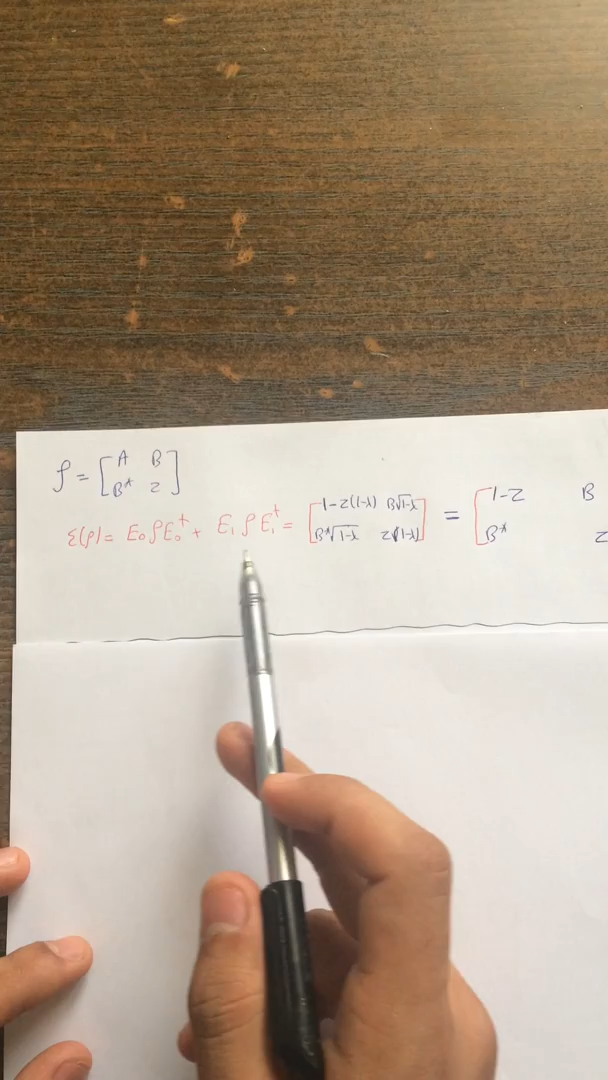 ρ = [A B
B* z]
ε(ρ) = E₀ρE₀† + E₁ρE₁† = [1-z(1-λ) B√1-λ
B*√1-λ z(1-λ)] = [1-z B
B* z